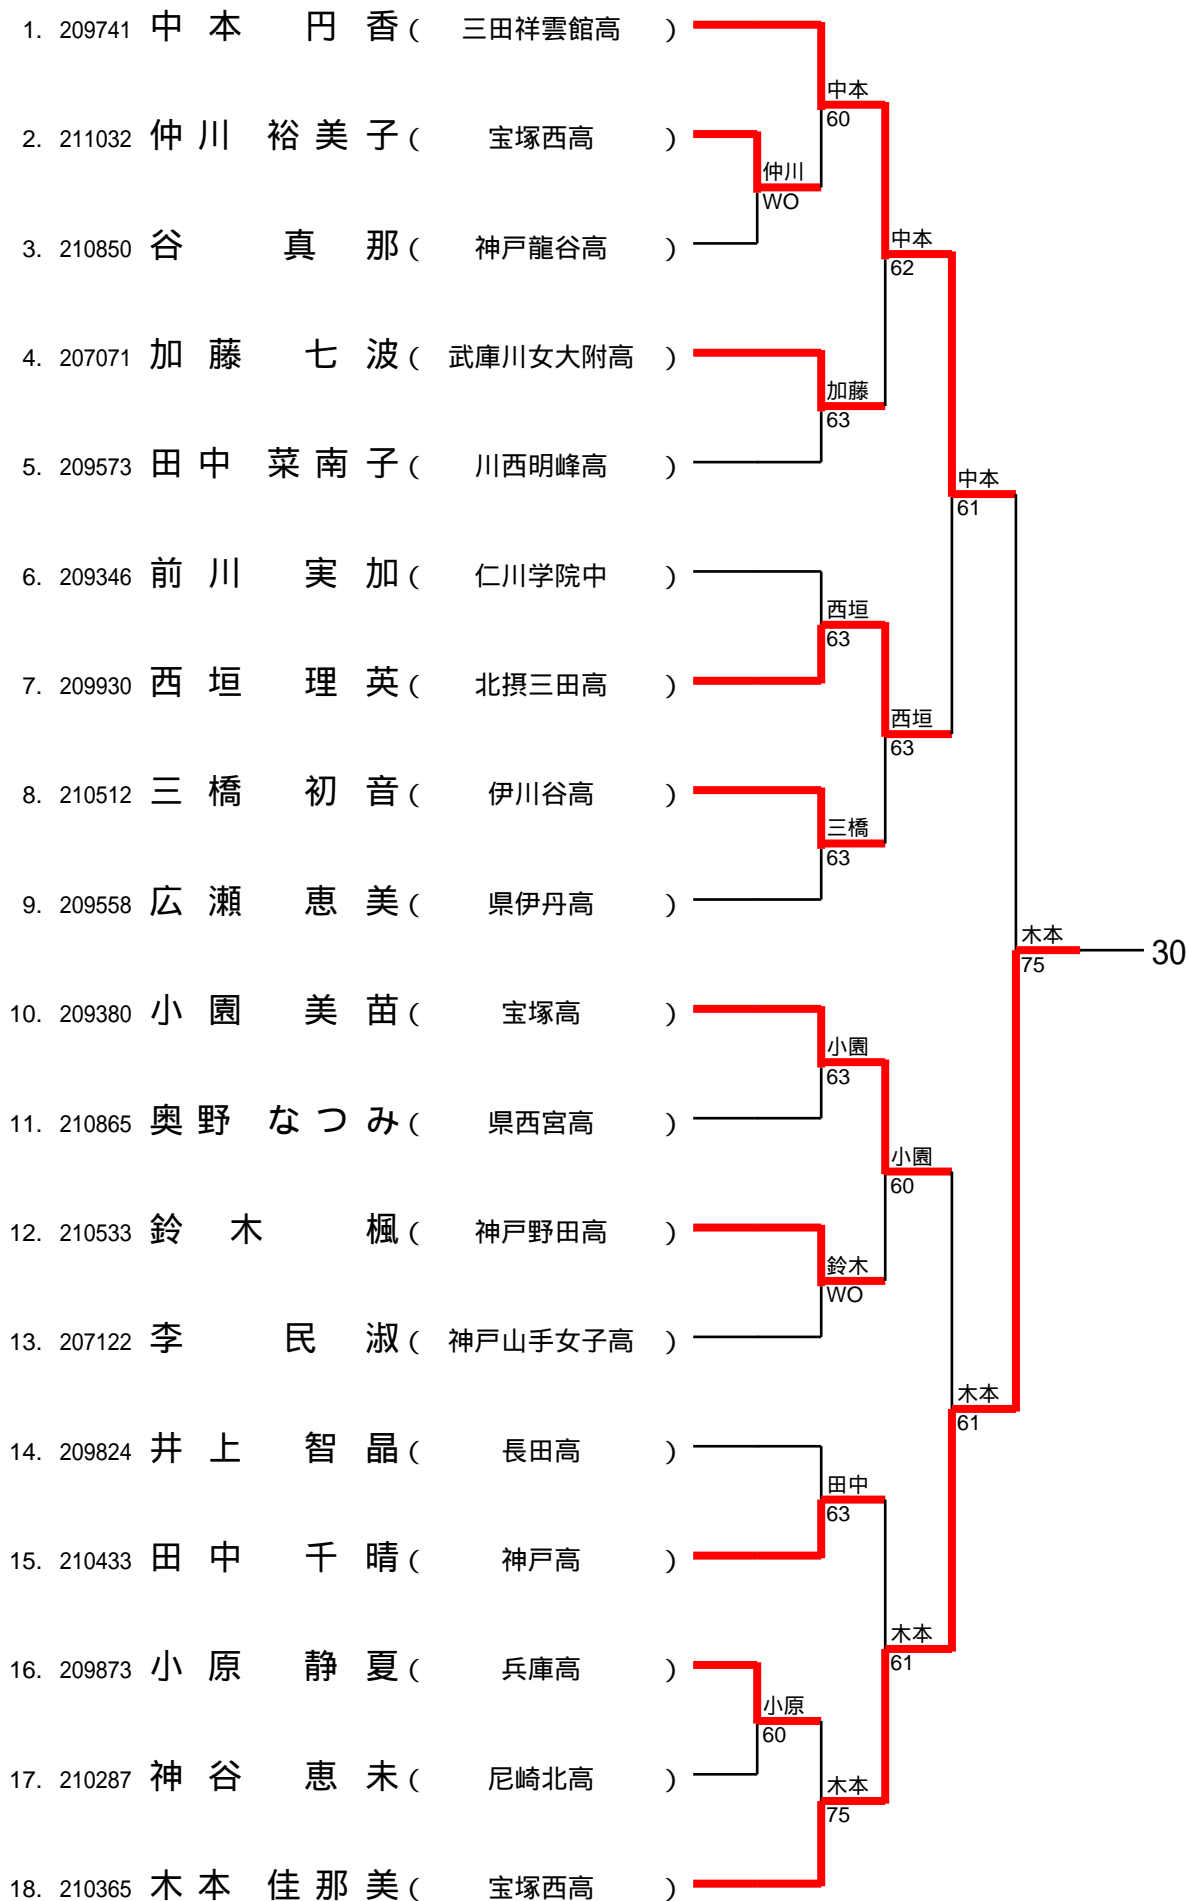 1. 209741 中本 円香 ( 三田祥雲館高 )
中本
60
2. 211032 仲川 裕美子 ( 宝塚西高 )
仲川
WO
3. 210850 谷 真那 ( 神戸龍谷高 )
中本
62
4. 207071 加藤 七波 ( 武庫川女大附高 )
加藤
63
5. 209573 田中 菜南子 ( 川西明峰高 )
中本
61
6. 209346 前川 実加 ( 仁川学院中 )
西垣
63
7. 209930 西垣 理英 ( 北摂三田高 )
西垣
63
8. 210512 三橋 初音 ( 伊川谷高 )
三橋
63
9. 209558 広瀬 恵美 ( 県伊丹高 )
木本
75
30
10. 209380 小園 美苗 ( 宝塚高 )
小園
63
11. 210865 奥野 なつみ ( 県西宮高 )
小園
60
12. 210533 鈴木 楓 ( 神戸野田高 )
鈴木
WO
13. 207122 李 民淑 ( 神戸山手女子高 )
木本
61
14. 209824 井上 智晶 ( 長田高 )
田中
63
15. 210433 田中 千晴 ( 神戸高 )
木本
61
16. 209873 小原 静夏 ( 兵庫高 )
小原
60
17. 210287 神谷 恵未 ( 尼崎北高 )
木本
75
18. 210365 木本 佳那美 ( 宝塚西高 )